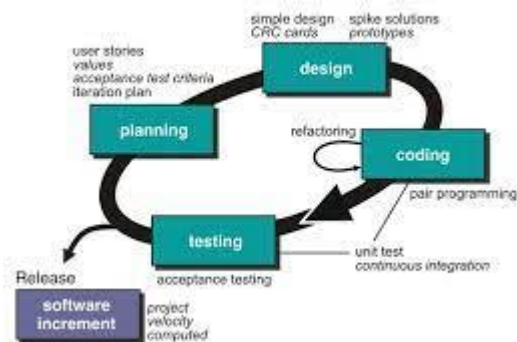 simple design
CRC cards
spike solutions
prototypes
user stories
values
acceptance test criteria
iteration plan
design
planning
refactoring
coding
pair programming
testing
unit test
continuous integration
acceptance testing
Release
software
increment
project
velocity
computed